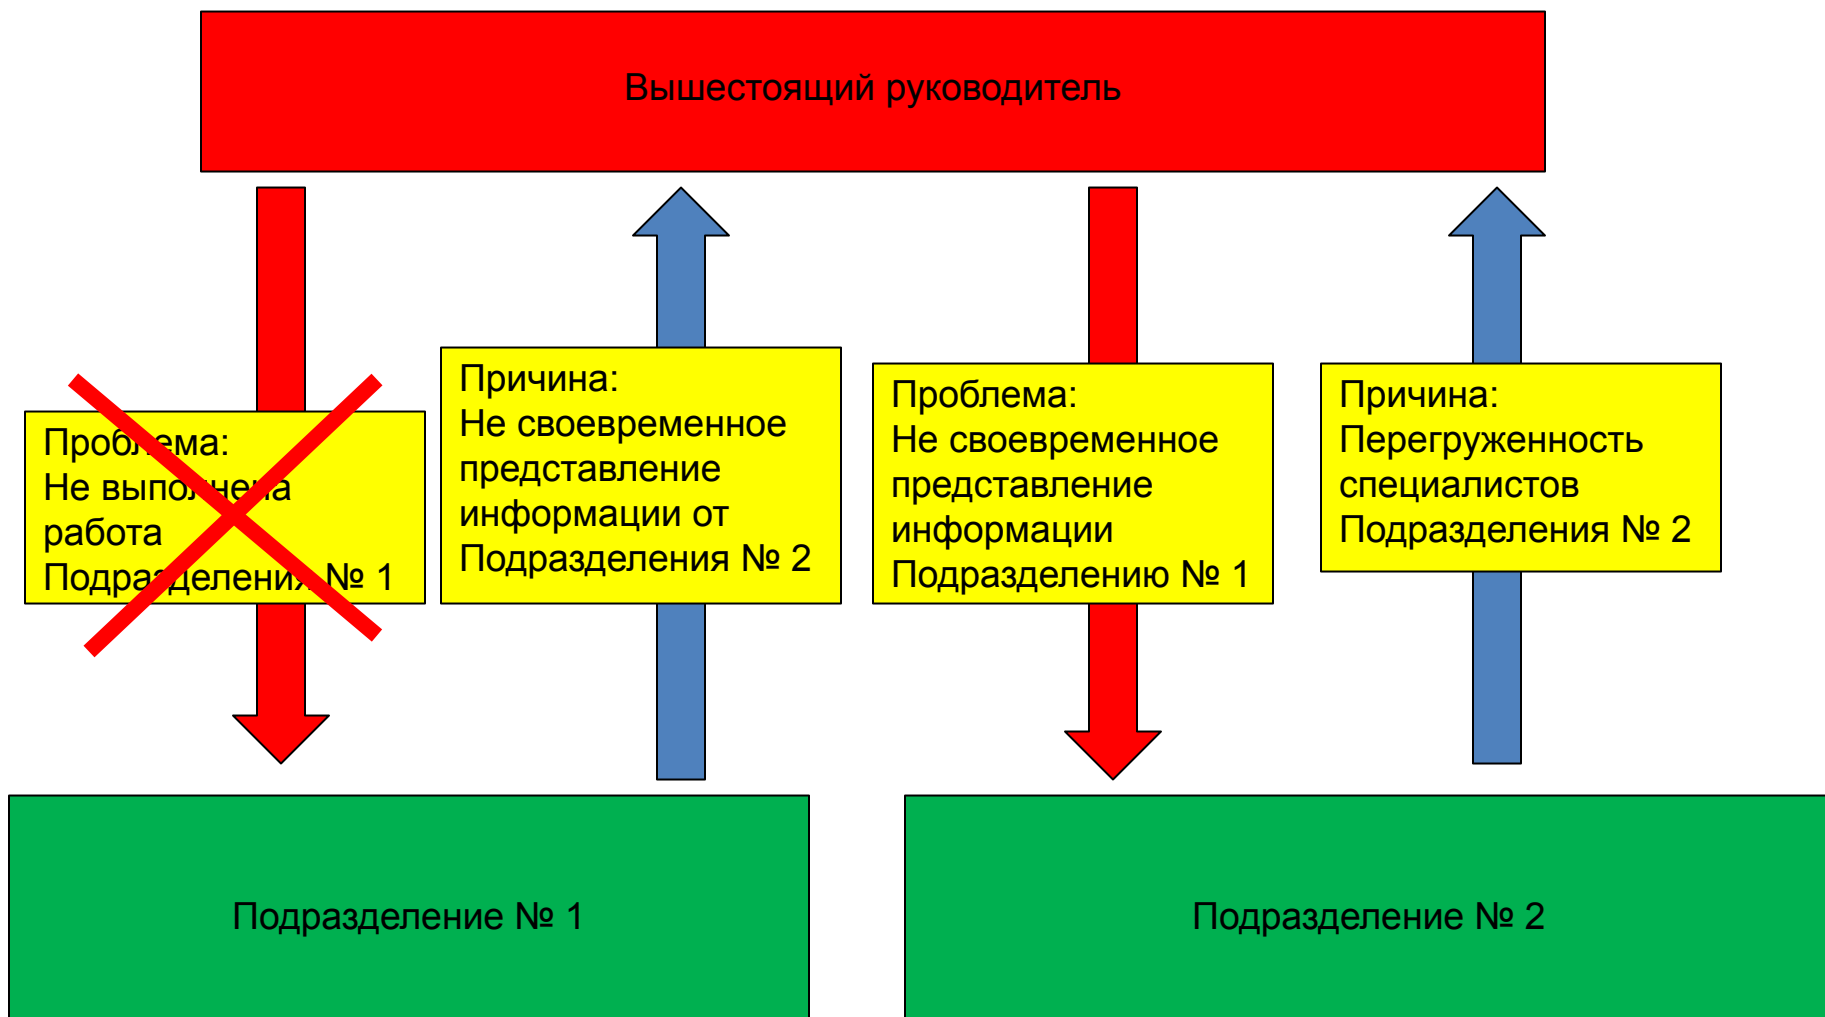 Вышестоящий руководитель
Проблема:
Не выполнена
работа
Подразделения № 1
Причина:
Не своевременное
представление
информации от
Подразделения № 2
Проблема:
Не своевременное
представление
информации
Подразделению № 1
Причина:
Перегруженность
специалистов
Подразделения № 2
Подразделение № 1
Подразделение № 2